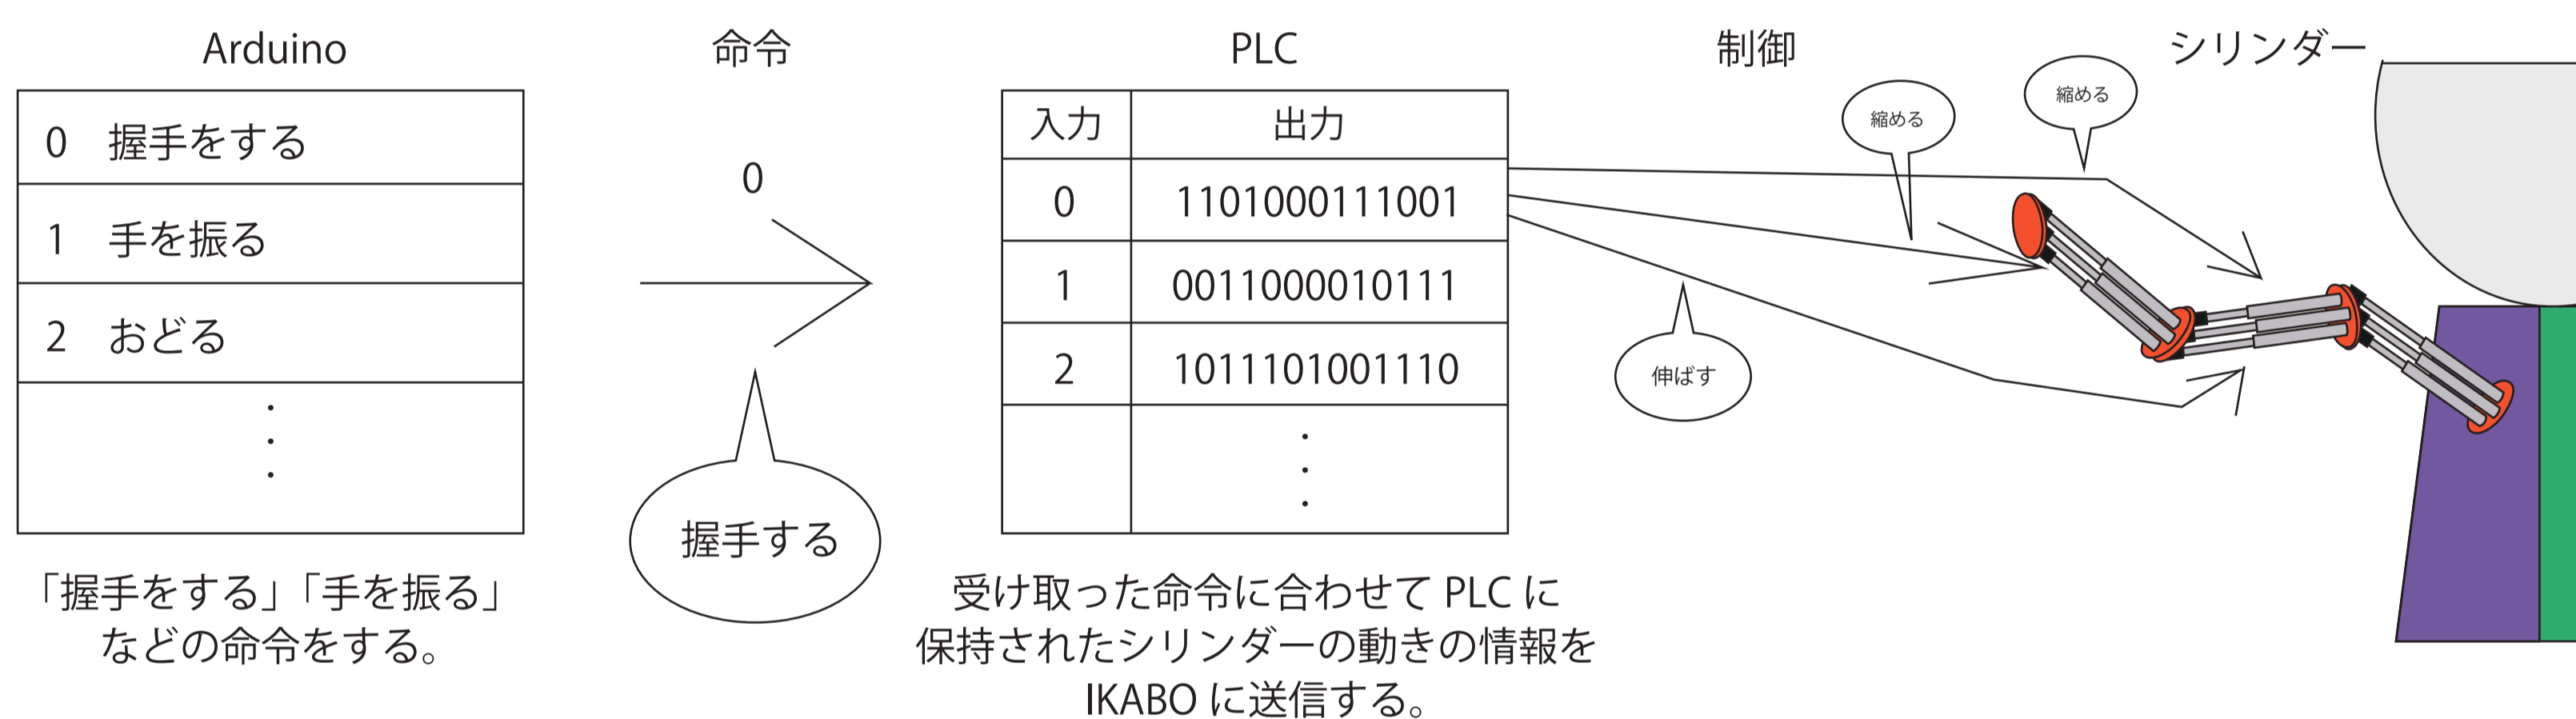 Arduino
0 握手をする
1 手を振る
2 おどる
・
・
・
「握手をする」「手を振る」
などの命令をする。
命令
0
握手する
PLC
入力 出力
0 1101000111001
1 0011000010111
2 1011101001110
・
・
・
受け取った命令に合わせて PLC に
保持されたシリンダーの動きの情報を
IKABO に送信する。
制御
縮める
縮める
伸ばす
シリンダー